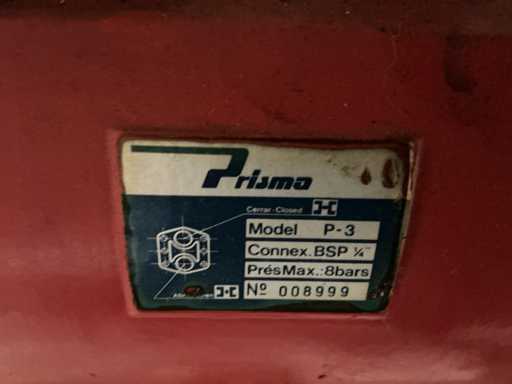 Prisma
Cerrar-Closed
Model P-3
Connex. BSP ¼"
PrésMax.:8bars
Nº 008999